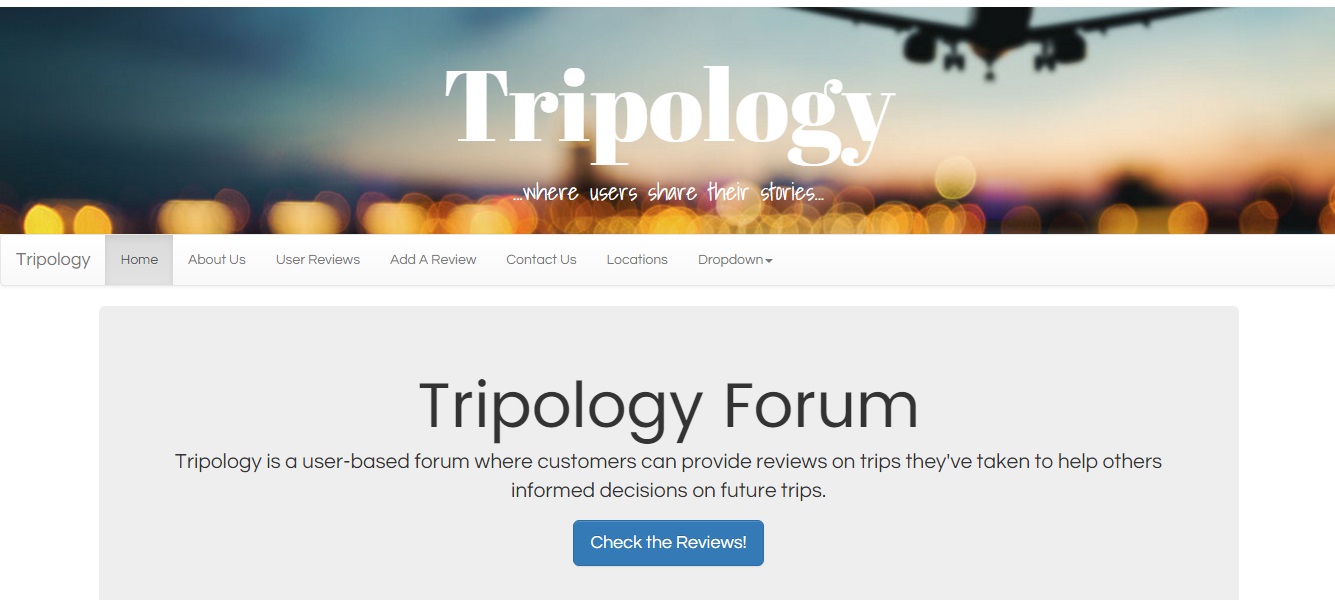 Tripology
...where users share their stories...
Tripology Home About Us User Reviews Add A Review Contact Us Locations Dropdown
Tripology Forum
Tripology is a user-based forum where customers can provide reviews on trips they've taken to help others
informed decisions on future trips.
Check the Reviews!